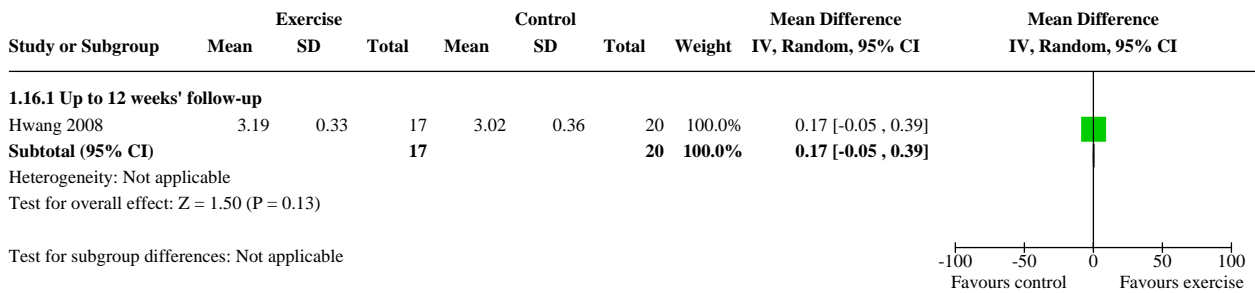 Exercise Control Mean Difference Mean Difference
Study or Subgroup Mean SD Total Mean SD Total Weight IV, Random, 95% CI IV, Random, 95% CI
1.16.1 Up to 12 weeks' follow-up
Hwang 2008 3.19 0.33 17 3.02 0.36 20 100.0% 0.17 [-0.05 , 0.39]
Subtotal (95% CI) 17 20 100.0% 0.17 [-0.05 , 0.39]
Heterogeneity: Not applicable
Test for overall effect: Z = 1.50 (P = 0.13)
Test for subgroup differences: Not applicable
-100 -50 0 50 100
Favours control Favours exercise